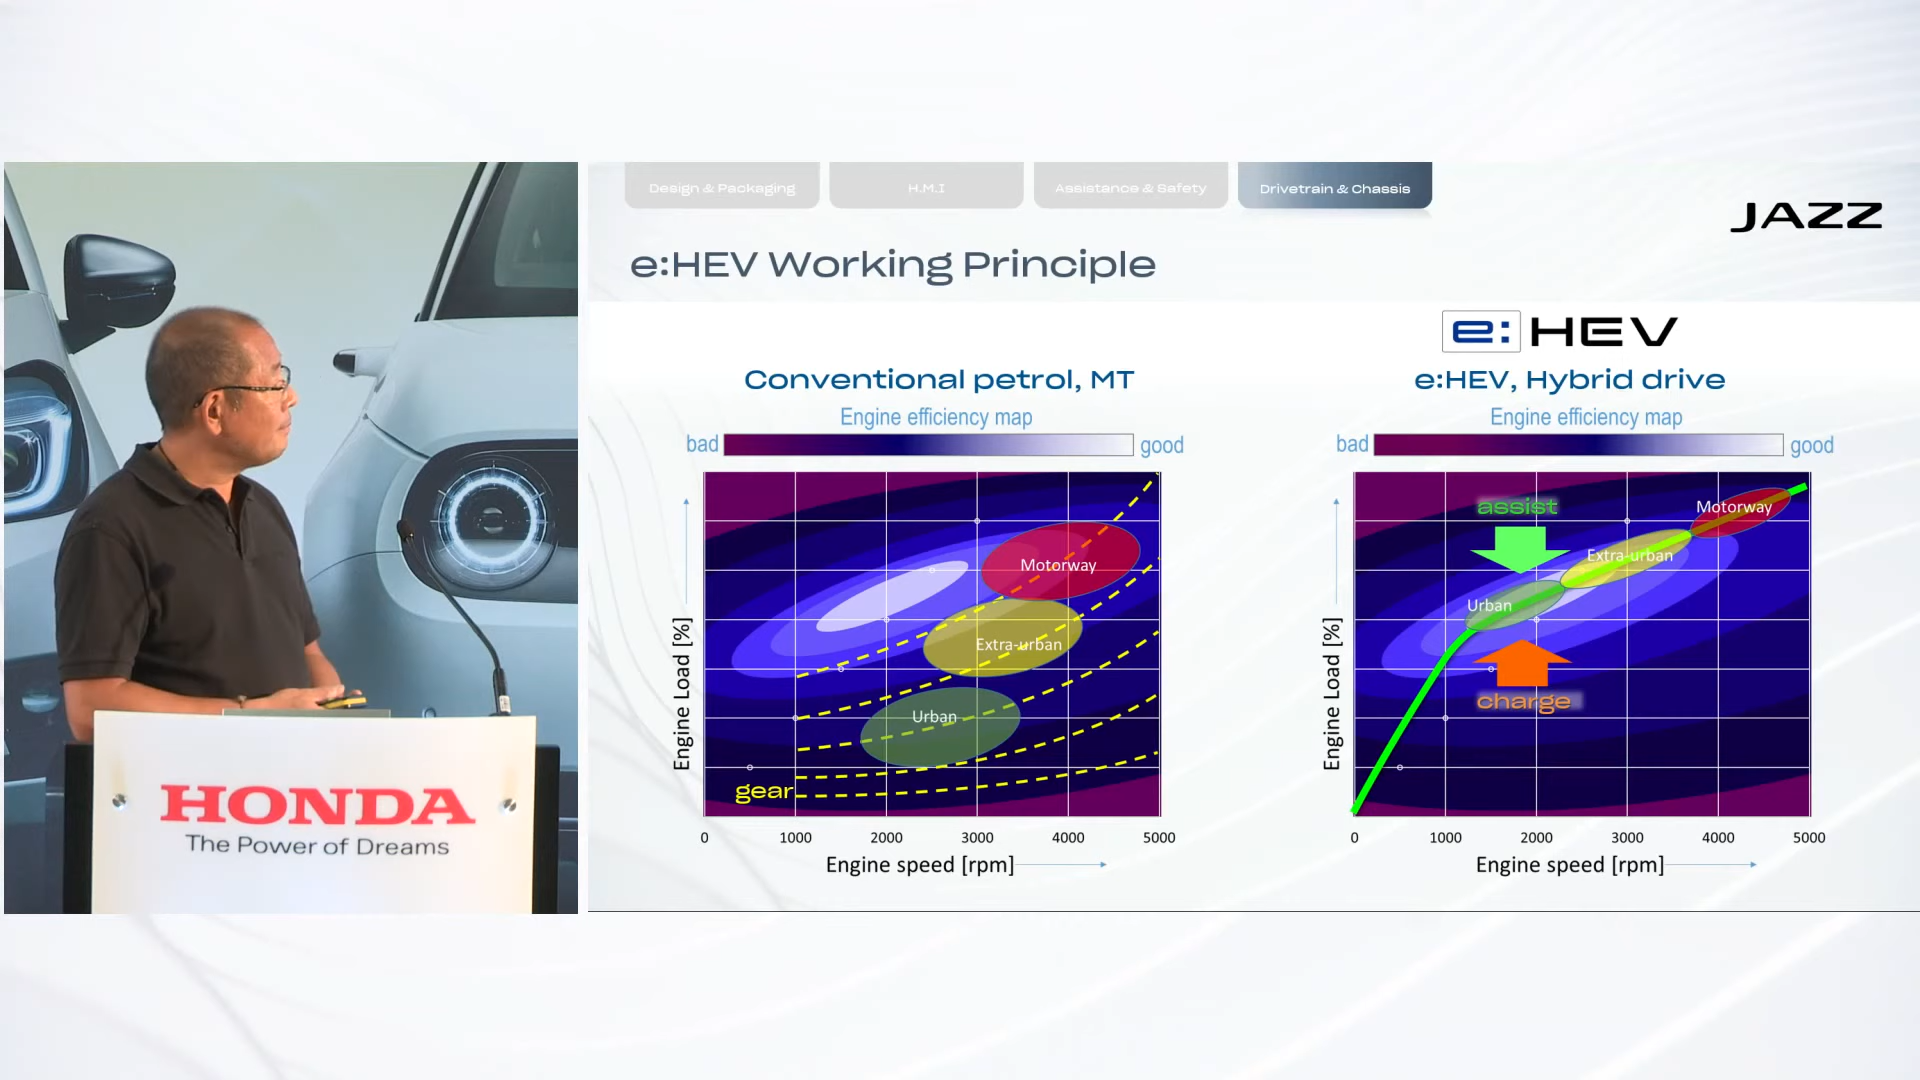 Design & Packaging
H.M.I
Assistance & Safety
Drivetrain & Chassis
JAZZ
e:HEV Working Principle
e:HEV
Conventional petrol, MT
Engine efficiency map
bad
good
Engine Load [%]
Motorway
Extra-urban
Urban
gear
0 1000 2000 3000 4000 5000
Engine speed [rpm]
e:HEV, Hybrid drive
Engine efficiency map
bad
good
Engine Load [%]
assist
Motorway
Extra-urban
Urban
charge
0 1000 2000 3000 4000 5000
Engine speed [rpm]
HONDA
The Power of Dreams